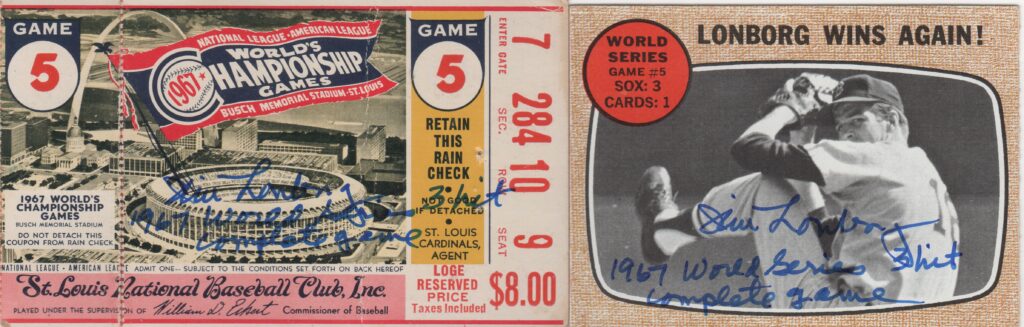 GAME
5
NATIONAL LEAGUE - AMERICAN LEAGUE
WORLD'S
CHAMPIONSHIP
GAMES
1967
BUSCH MEMORIAL STADIUM-ST. LOUIS
1967 WORLD'S
CHAMPIONSHIP
GAMES
BUSCH MEMORIAL STADIUM
DO NOT DETACH THIS
COUPON FROM RAIN CHECK
GAME
5
RETAIN
THIS
RAIN
CHECK
NOT GOOD
IF DETACHED
ST. LOUIS
CARDINALS,
AGENT
ENTER GATE
7
SEC.
284
ROW
10
SEAT
9
Jim Lonborg
1967 World Series 3 hit
complete game
NATIONAL LEAGUE - AMERICAN LEAGUE ADMIT ONE—SUBJECT TO THE CONDITIONS SET FORTH ON BACK HEREOF
St. Louis National Baseball Club, Inc.
PLAYED UNDER THE SUPERVISION OF William D. Eckert Commissioner of Baseball
LOGE
RESERVED
PRICE
Taxes Included
$8.00
WORLD
SERIES
GAME #5
SOX: 3
CARDS: 1
LONBORG WINS AGAIN!
Jim Lonborg
1967 World Series 3 hit
complete game